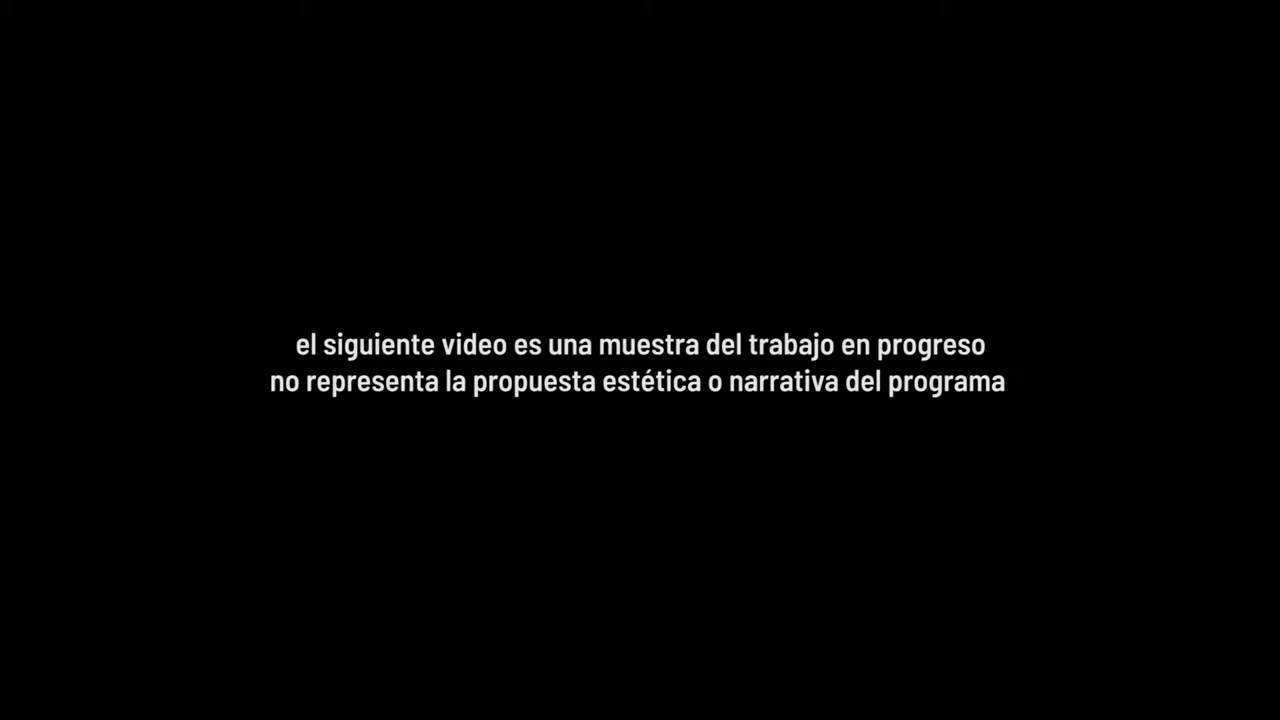 el siguiente video es una muestra del trabajo en progreso
no representa la propuesta estética o narrativa del programa